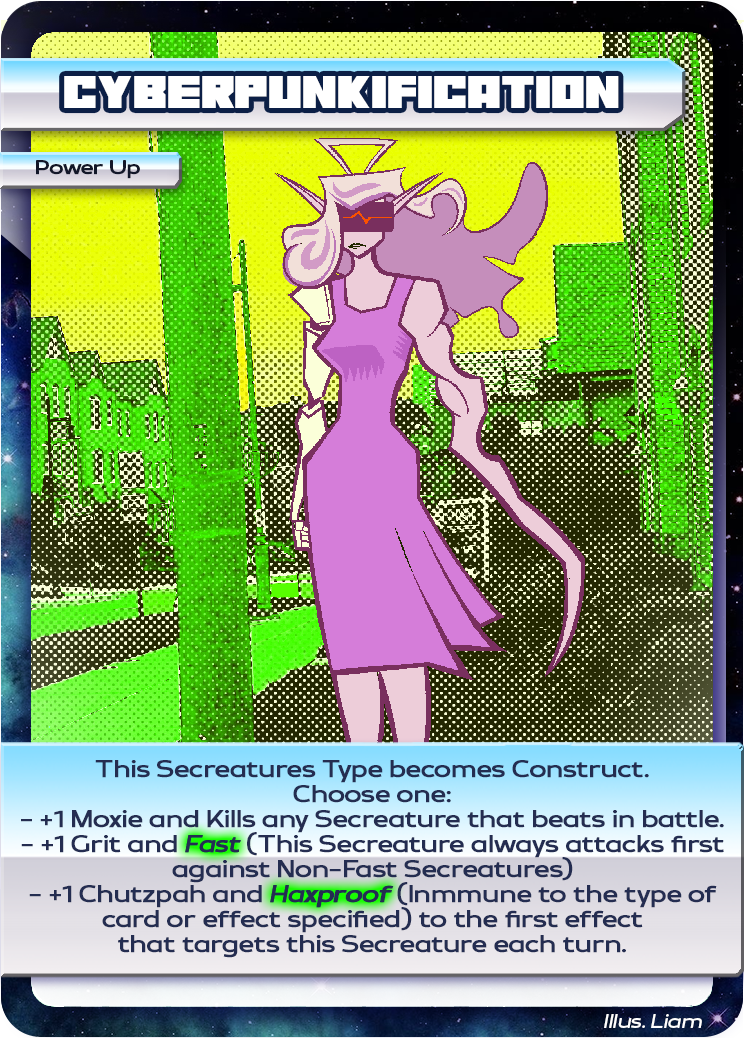 CYBERPUNKIFICATION
Power Up
This Secreatures Type becomes Construct.
Choose one:
- +1 Moxie and Kills any Secreature that beats in battle.
- +1 Grit and Fast (This Secreature always attacks first
against Non-Fast Secreatures)
- +1 Chutzpah and Haxproof (Inmmune to the type of
card or effect specified) to the first effect
that targets this Secreature each turn.
Illus. Liam